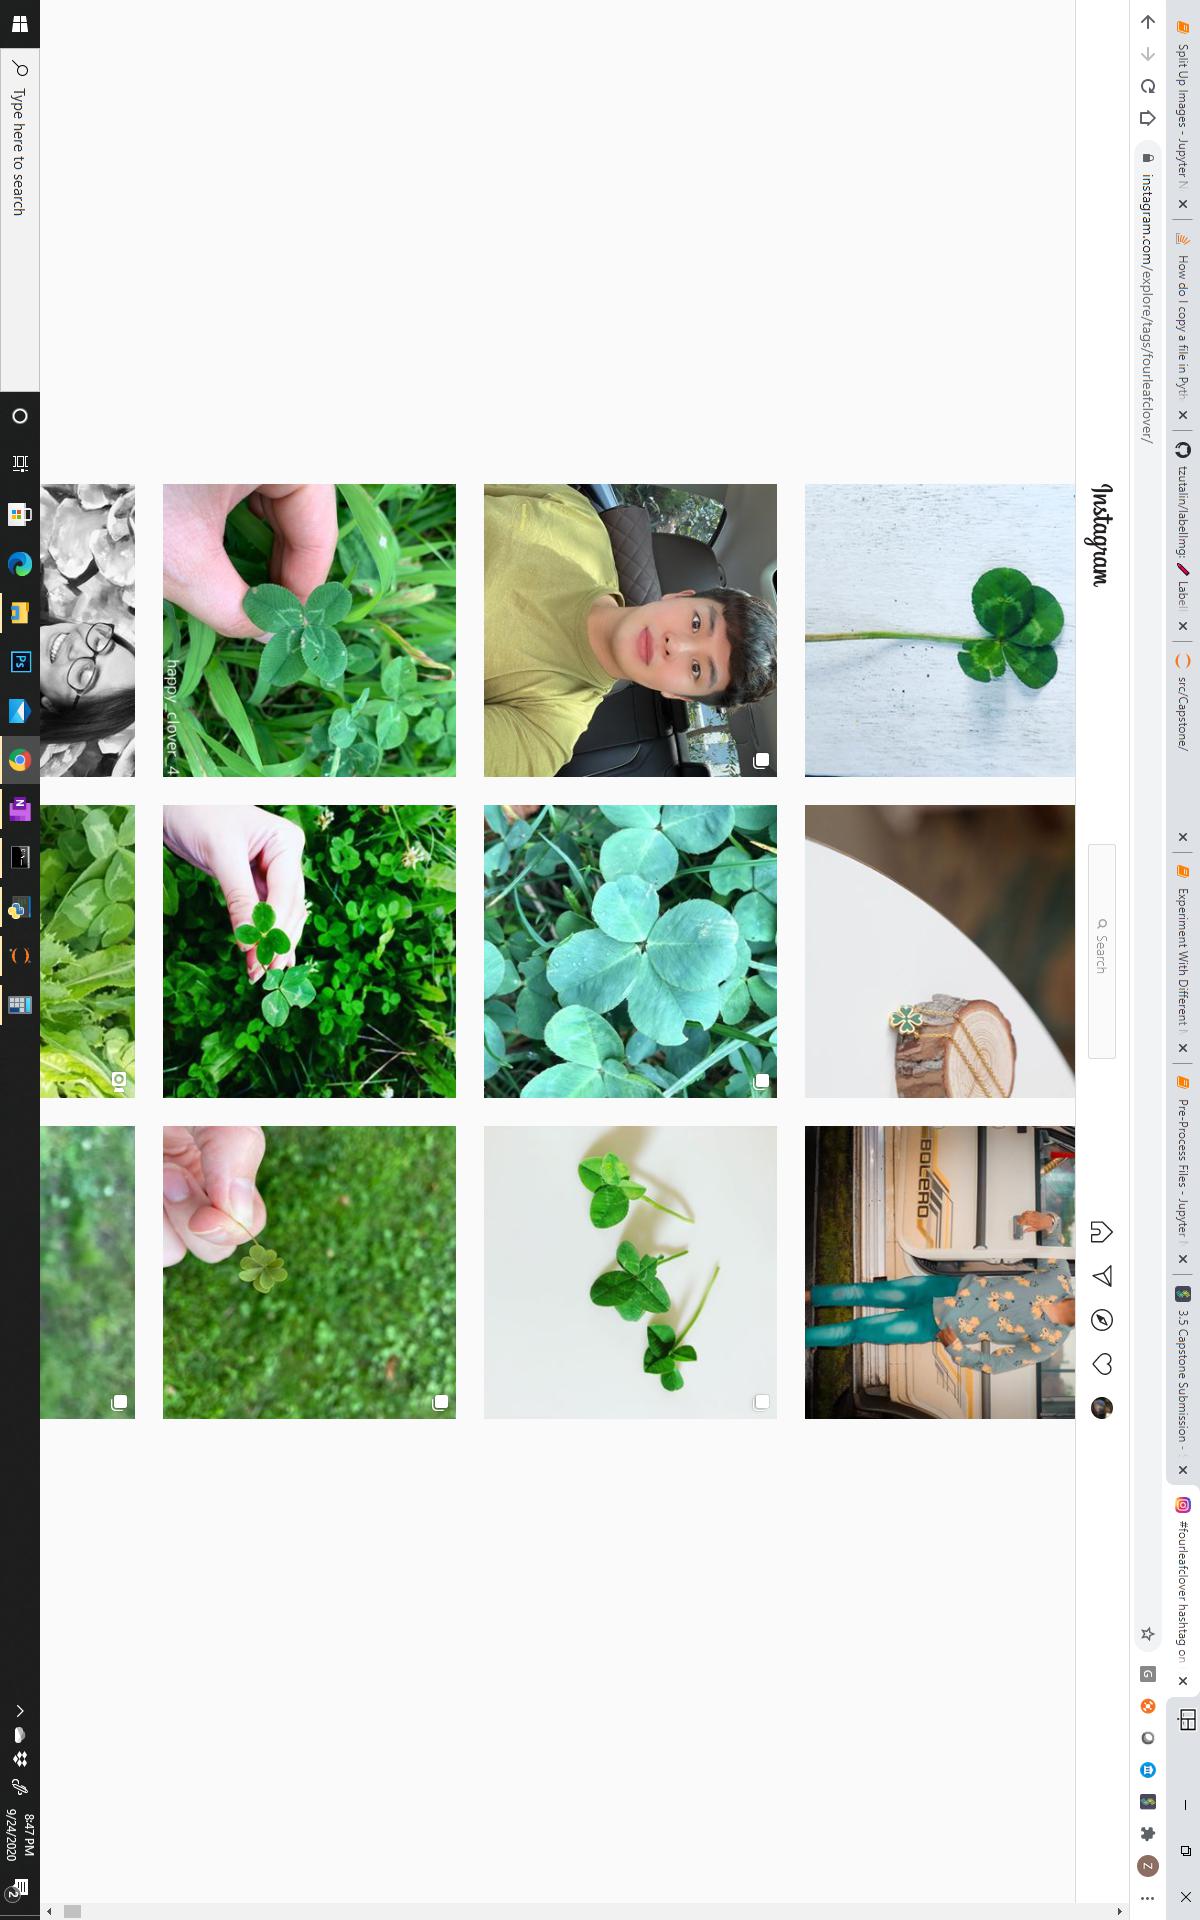 Split Up Images - Jupyter N
How do I copy a file in Pyth
tzutalin/labelImg: Label
src/Capstone/
Experiment With Different
Pre-Process Files - Jupyter
3.5 Capstone Submission -
#fourleafclover hashtag on
instagram.com/explore/tags/fourleafclover/
G
Z
Instagram
Search
BOLERO
happy_clover_4
Type here to search
Ps
N
8:47 PM
9/24/2020
2